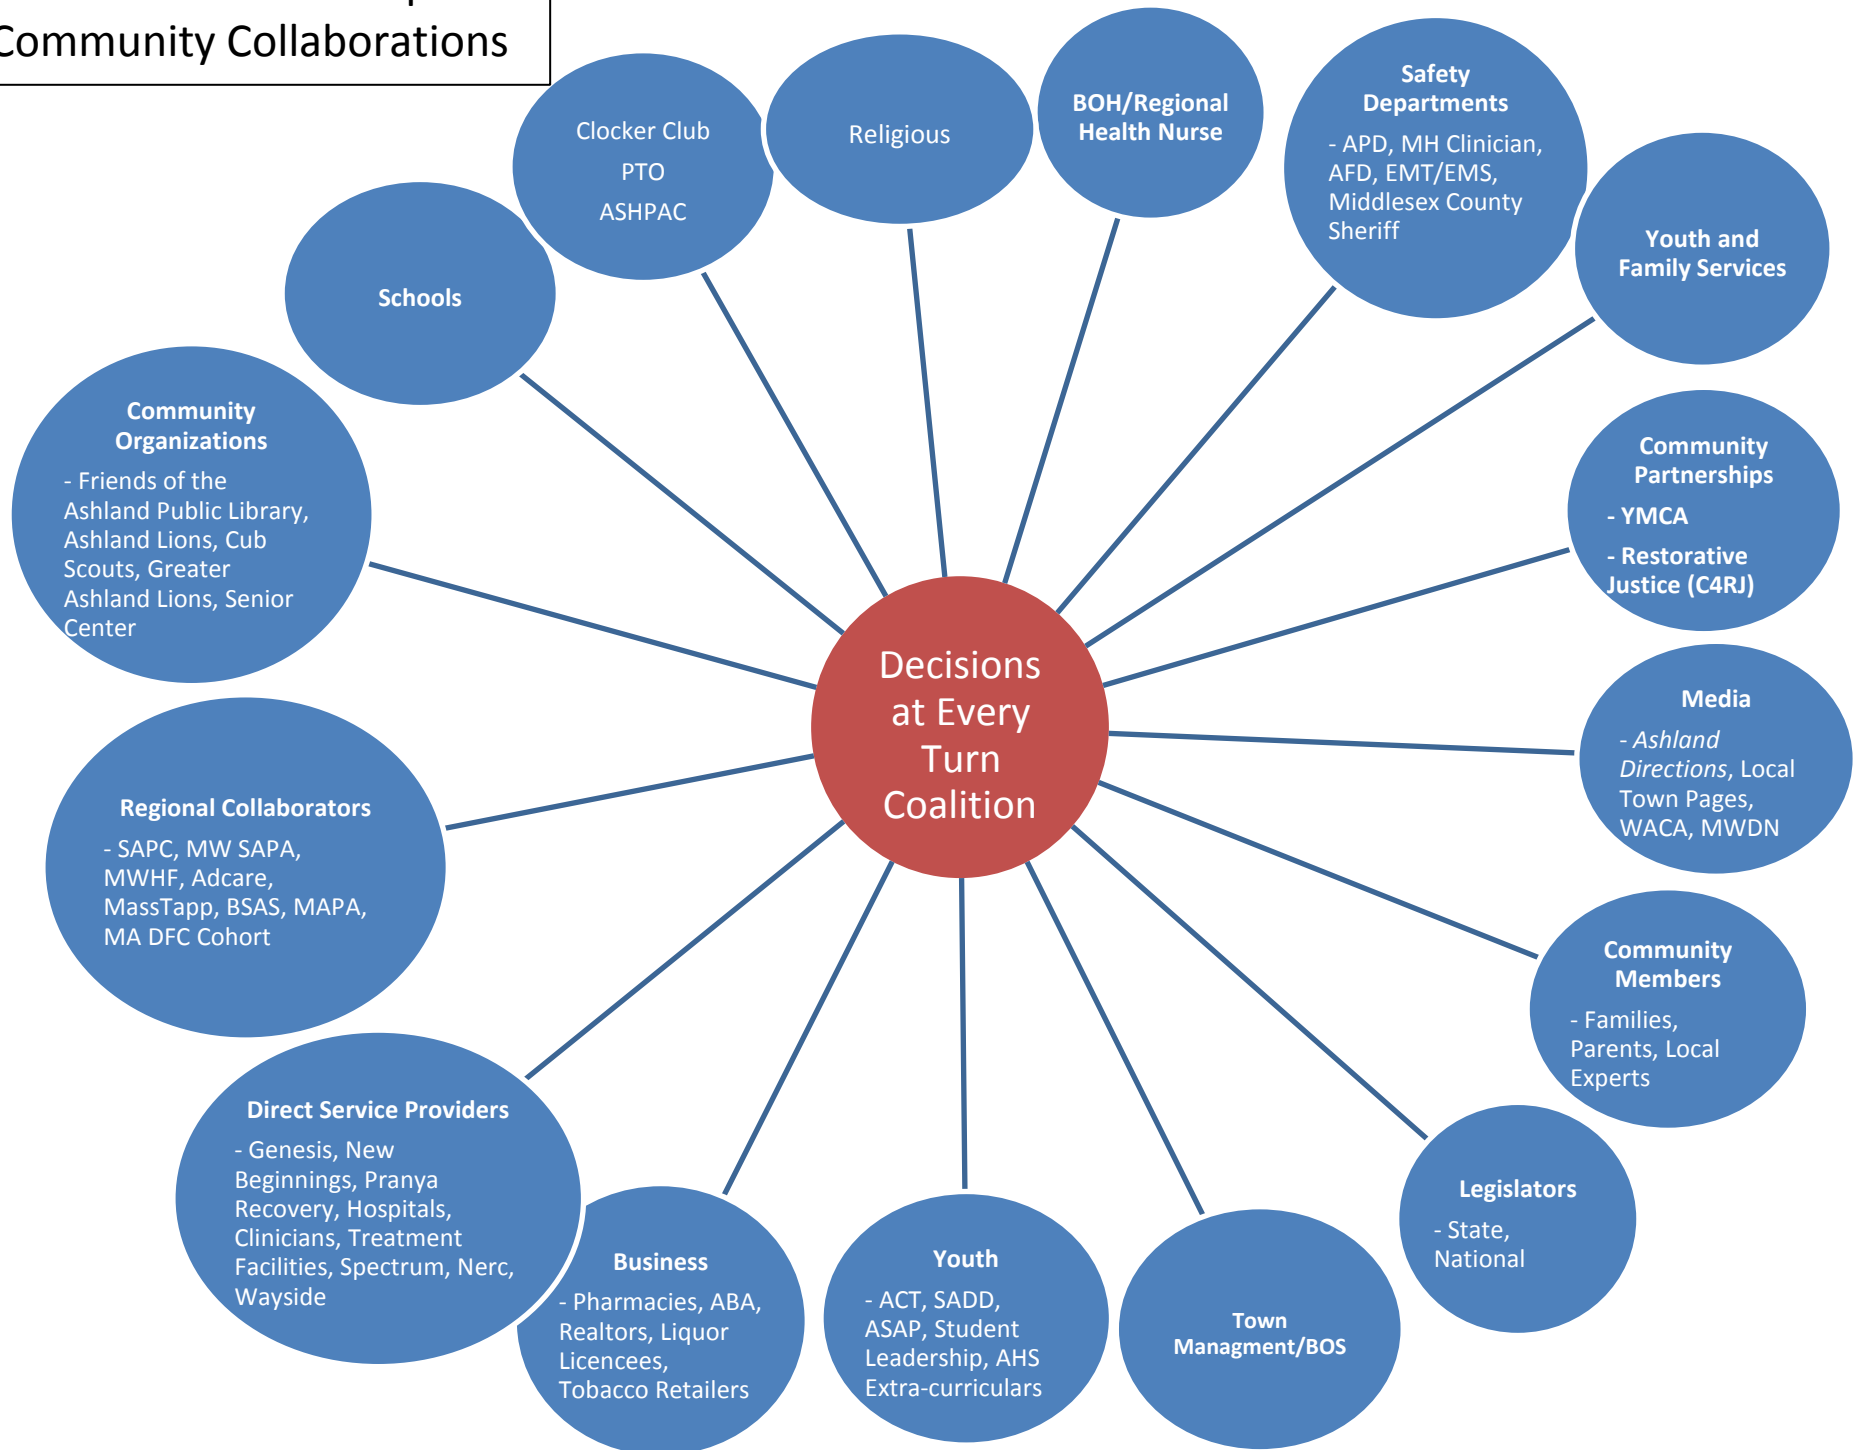 Community Collaborations
Clocker Club
PTO
ASHPAC
Religious
BOH/Regional
Health Nurse
Safety
Departments
- APD, MH Clinician,
AFD, EMT/EMS,
Middlesex County
Sheriff
Youth and
Family Services
Community
Partnerships
- YMCA
- Restorative
Justice (C4RJ)
Media
- Ashland
Directions, Local
Town Pages,
WACA, MWDN
Community
Members
- Families,
Parents, Local
Experts
Legislators
- State,
National
Town
Managment/BOS
Youth
- ACT, SADD,
ASAP, Student
Leadership, AHS
Extra-curriculars
Business
- Pharmacies, ABA,
Realtors, Liquor
Licencees,
Tobacco Retailers
Direct Service Providers
- Genesis, New
Beginnings, Pranya
Recovery, Hospitals,
Clinicians, Treatment
Facilities, Spectrum, Nerc,
Wayside
Regional Collaborators
- SAPC, MW SAPA,
MWHF, Adcare,
MassTapp, BSAS, MAPA,
MA DFC Cohort
Community
Organizations
- Friends of the
Ashland Public Library,
Ashland Lions, Cub
Scouts, Greater
Ashland Lions, Senior
Center
Schools
Decisions
at Every
Turn
Coalition